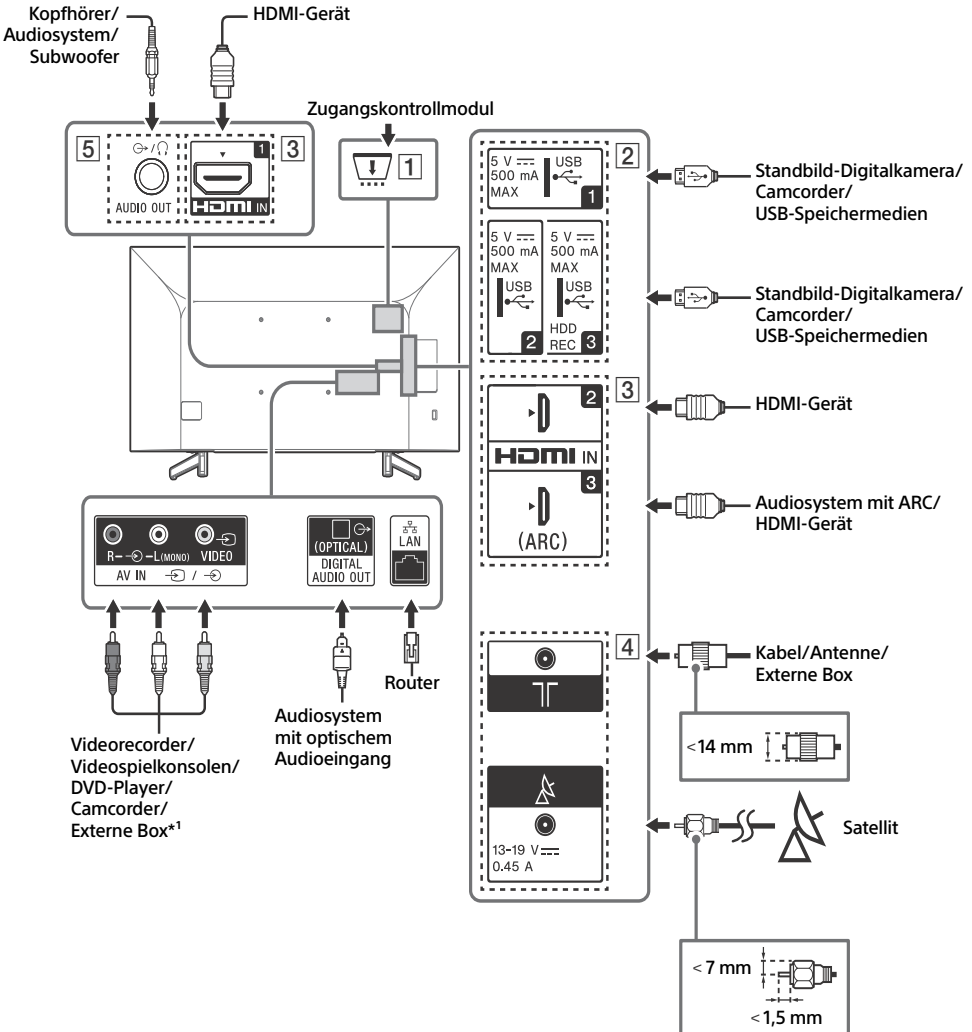 Kopfhörer/
Audiosystem/
Subwoofer
HDMI-Gerät
Zugangskontrollmodul
5
AUDIO OUT
1
HDMI IN
3
1
2
5 V
500 mA
MAX
USB
1
Standbild-Digitalkamera/
Camcorder/
USB-Speichermedien
5 V
500 mA
MAX
USB
2
5 V
500 mA
MAX
USB
HDD
REC 3
Standbild-Digitalkamera/
Camcorder/
USB-Speichermedien
3
2
HDMI IN
3
(ARC)
HDMI-Gerät
Audiosystem mit ARC/
HDMI-Gerät
R- -L(MONO) VIDEO
AV IN /
(OPTICAL)
DIGITAL
AUDIO OUT
LAN
Router
Audiosystem
mit optischem
Audioeingang
Videorecorder/
Videospielkonsolen/
DVD-Player/
Camcorder/
Externe Box*1
4
Kabel/Antenne/
Externe Box
<14 mm
13-19 V
0.45 A
Satellit
<7 mm
<1,5 mm